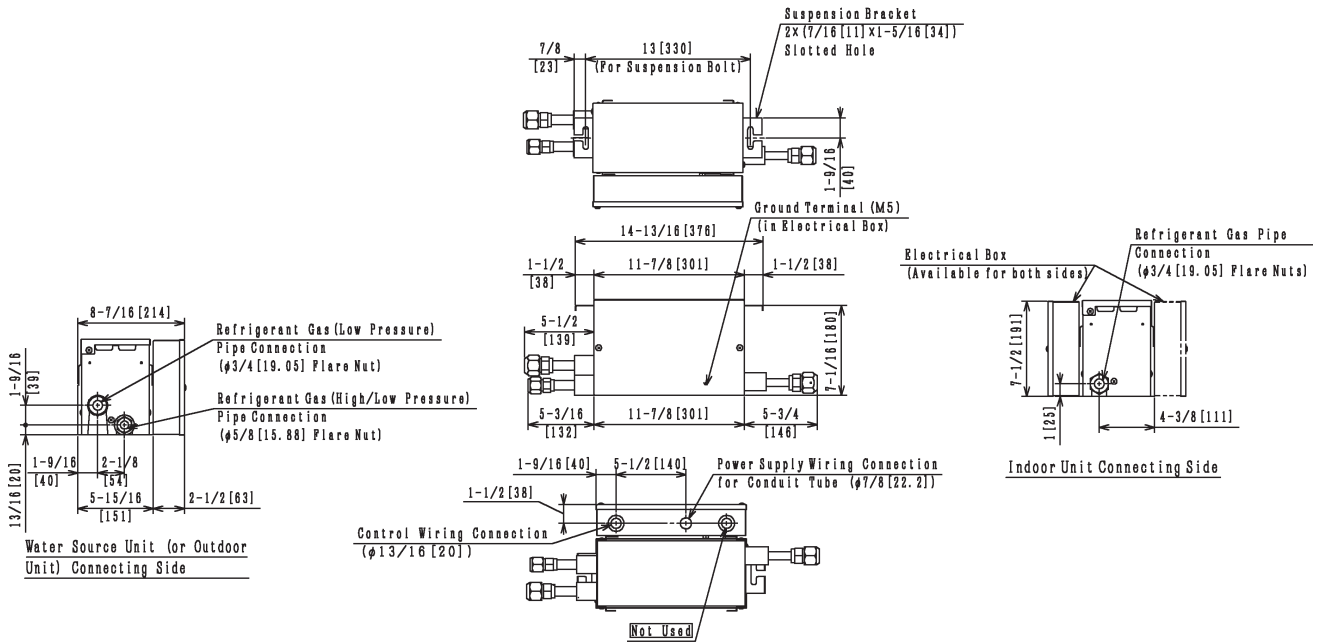 Suspension Bracket
2×(7/16[11]×1-5/16[34])
Slotted Hole
7/8
[23]
13[330]
(For Suspension Bolt)
1-9/16
[40]
Ground Terminal(M5)
(in Electrical Box)
14-13/16[376]
1-1/2
[38]
11-7/8[301]
1-1/2[38]
5-1/2
[139]
7-1/16[180]
5-3/16
[132]
11-7/8[301]
5-3/4
[146]
Electrical Box
(Available for both sides)
Refrigerant Gas Pipe
Connection
(φ3/4[19.05] Flare Nuts)
7-1/2[191]
1[25]
4-3/8[111]
Indoor Unit Connecting Side
8-7/16[214]
Refrigerant Gas(Low Pressure)
Pipe Connection
(φ3/4[19.05] Flare Nut)
Refrigerant Gas(High/Low Pressure)
Pipe Connection
(φ5/8[15.88] Flare Nut)
1-9/16
[39]
13/16[20]
1-9/16
[40]
2-1/8
[54]
5-15/16
[151]
2-1/2[63]
Water Source Unit (or Outdoor
Unit) Connecting Side
1-9/16[40]
5-1/2[140]
Power Supply Wiring Connection
for Conduit Tube (φ7/8[22.2])
1-1/2[38]
Control Wiring Connection
(φ13/16[20])
Not Used